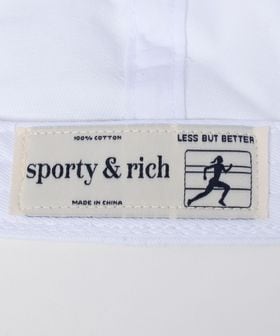 100% COTTON
LESS BUT BETTER
sporty & rich
MADE IN CHINA